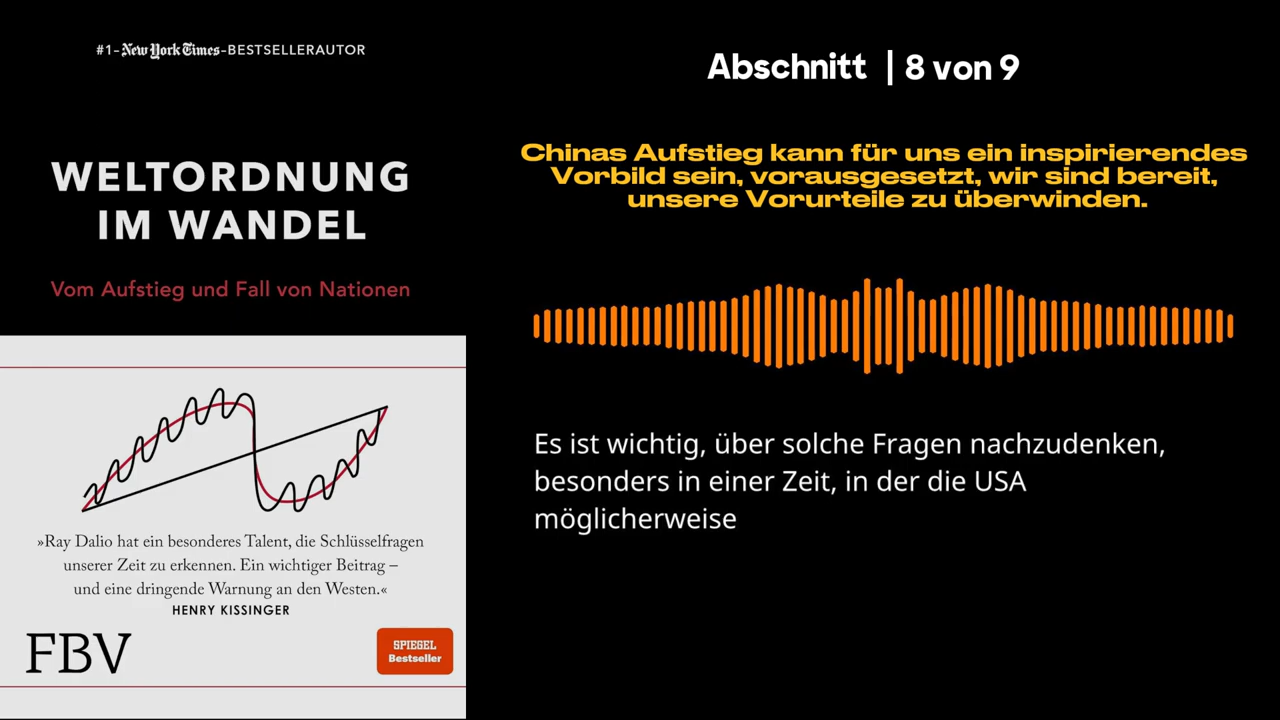 #1-New York Times-BESTSELLERAUTOR
WELTORDNUNG
IM WANDEL
Vom Aufstieg und Fall von Nationen
»Ray Dalio hat ein besonderes Talent, die Schlüsselfragen
unserer Zeit zu erkennen. Ein wichtiger Beitrag –
und eine dringende Warnung an den Westen.«
HENRY KISSINGER
FBV
SPIEGEL
Bestseller
Abschnitt | 8 von 9
Chinas Aufstieg kann für uns ein inspirierendes
Vorbild sein, vorausgesetzt, wir sind bereit,
unsere Vorurteile zu überwinden.
Es ist wichtig, über solche Fragen nachzudenken,
besonders in einer Zeit, in der die USA
möglicherweise